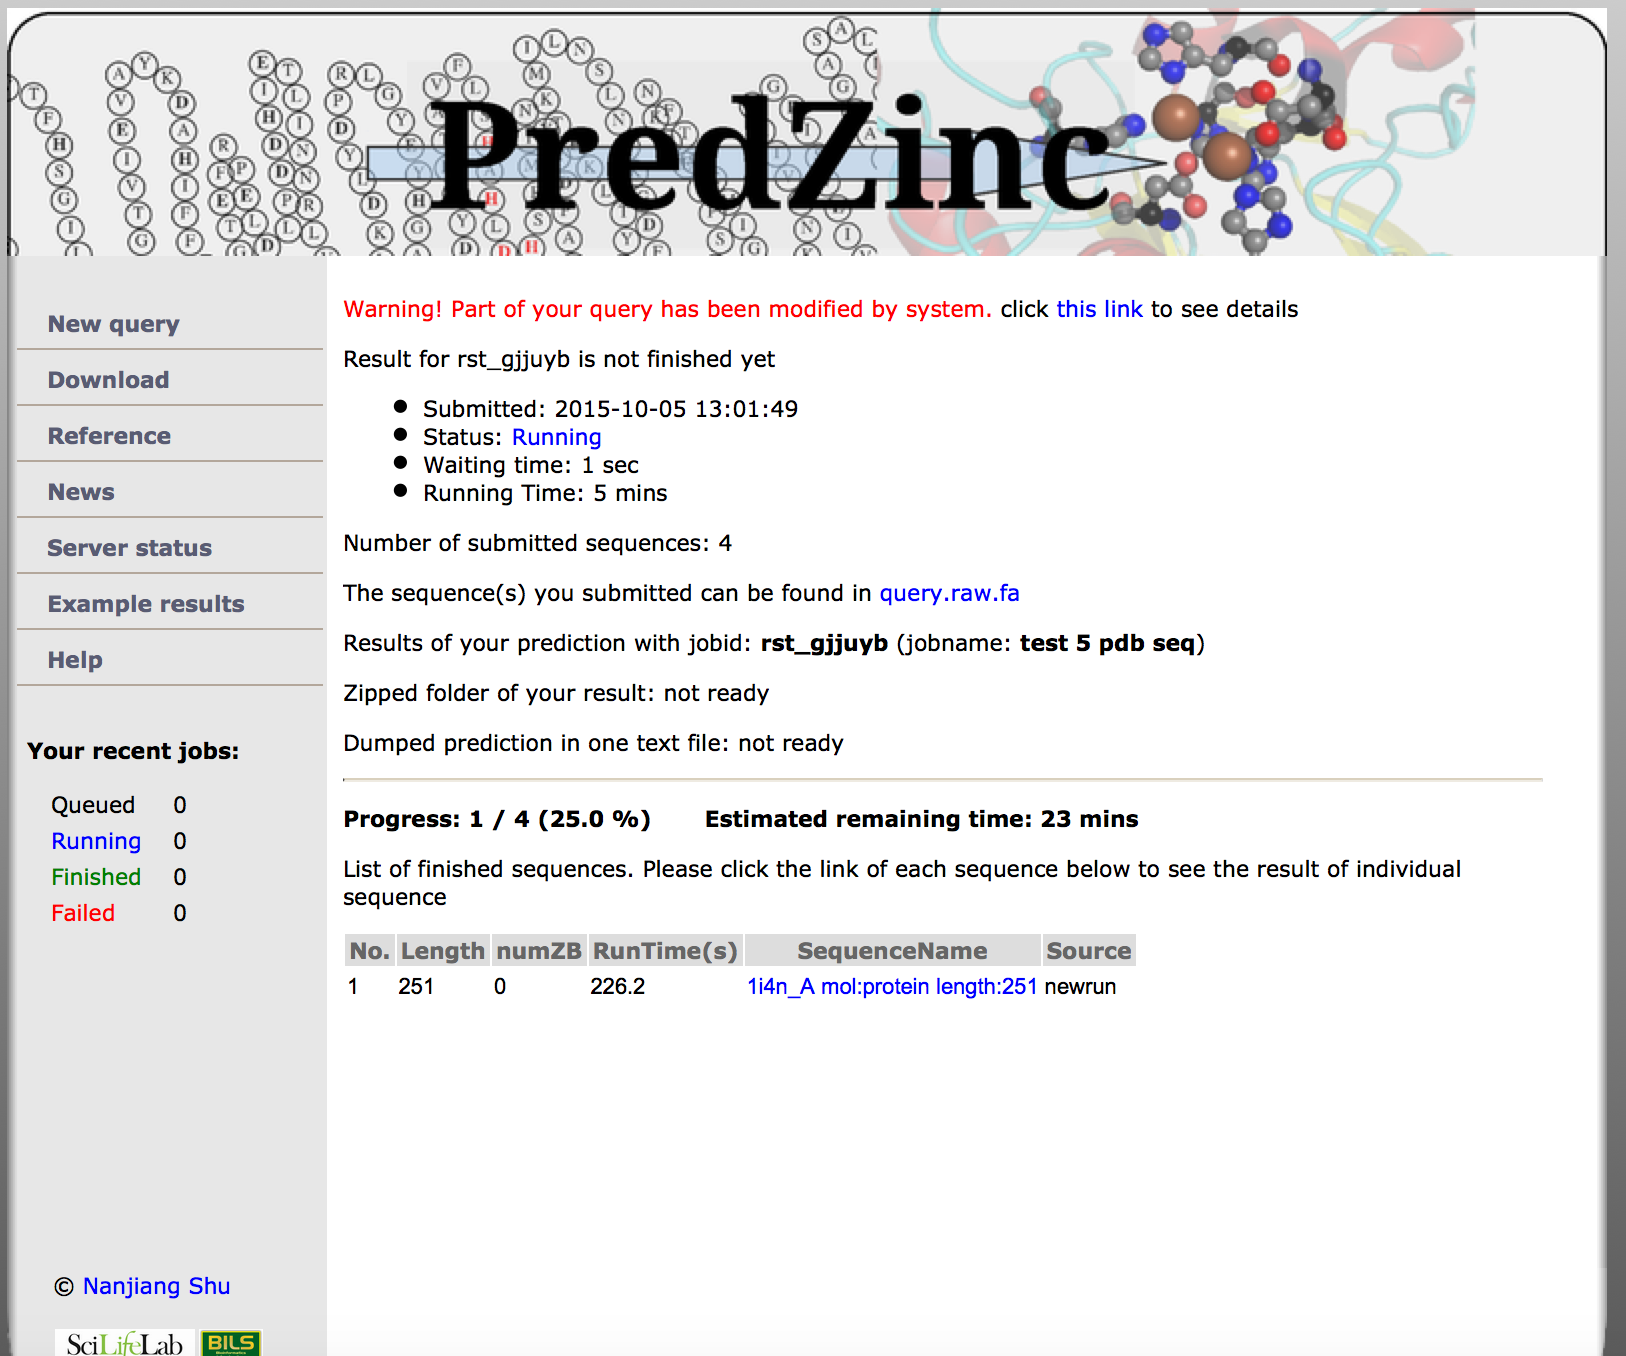 PredZinc
New query
Download
Reference
News
Server status
Example results
Help
Your recent jobs:
Queued 0
Running 0
Finished 0
Failed 0
© Nanjiang Shu
SciLifeLab BILS
Warning! Part of your query has been modified by system. click this link to see details
Result for rst_gjjuyb is not finished yet
Submitted: 2015-10-05 13:01:49
Status: Running
Waiting time: 1 sec
Running Time: 5 mins
Number of submitted sequences: 4
The sequence(s) you submitted can be found in query.raw.fa
Results of your prediction with jobid: rst_gjjuyb (jobname: test 5 pdb seq)
Zipped folder of your result: not ready
Dumped prediction in one text file: not ready
Progress: 1 / 4 (25.0 %) Estimated remaining time: 23 mins
List of finished sequences. Please click the link of each sequence below to see the result of individual
sequence
No. Length numZB RunTime(s) SequenceName Source
1 251 0 226.2 1i4n_A mol:protein length:251 newrun